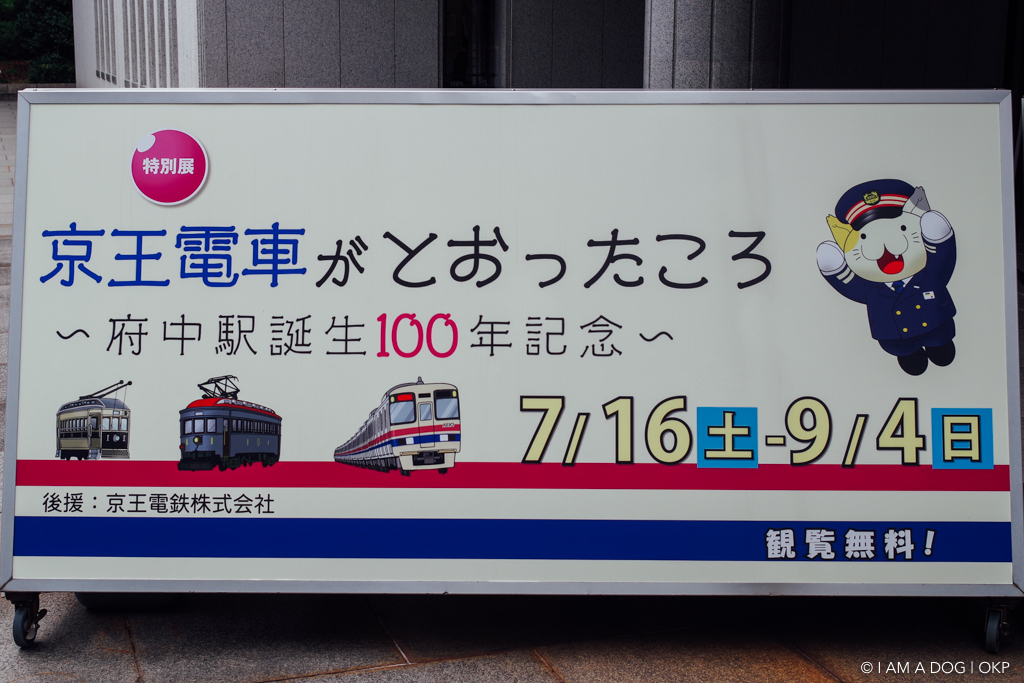 特別展
京王電車がとおったころ
～府中駅誕生100年記念～
7/16土-9/4日
後援：京王電鉄株式会社
観覧無料！
© I AM A DOG | OKP